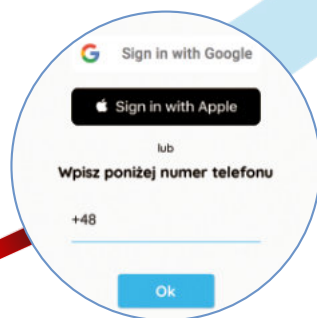 Sign in with Google
Sign in with Apple
lub
Wpisz poniżej numer telefonu
+48
Ok